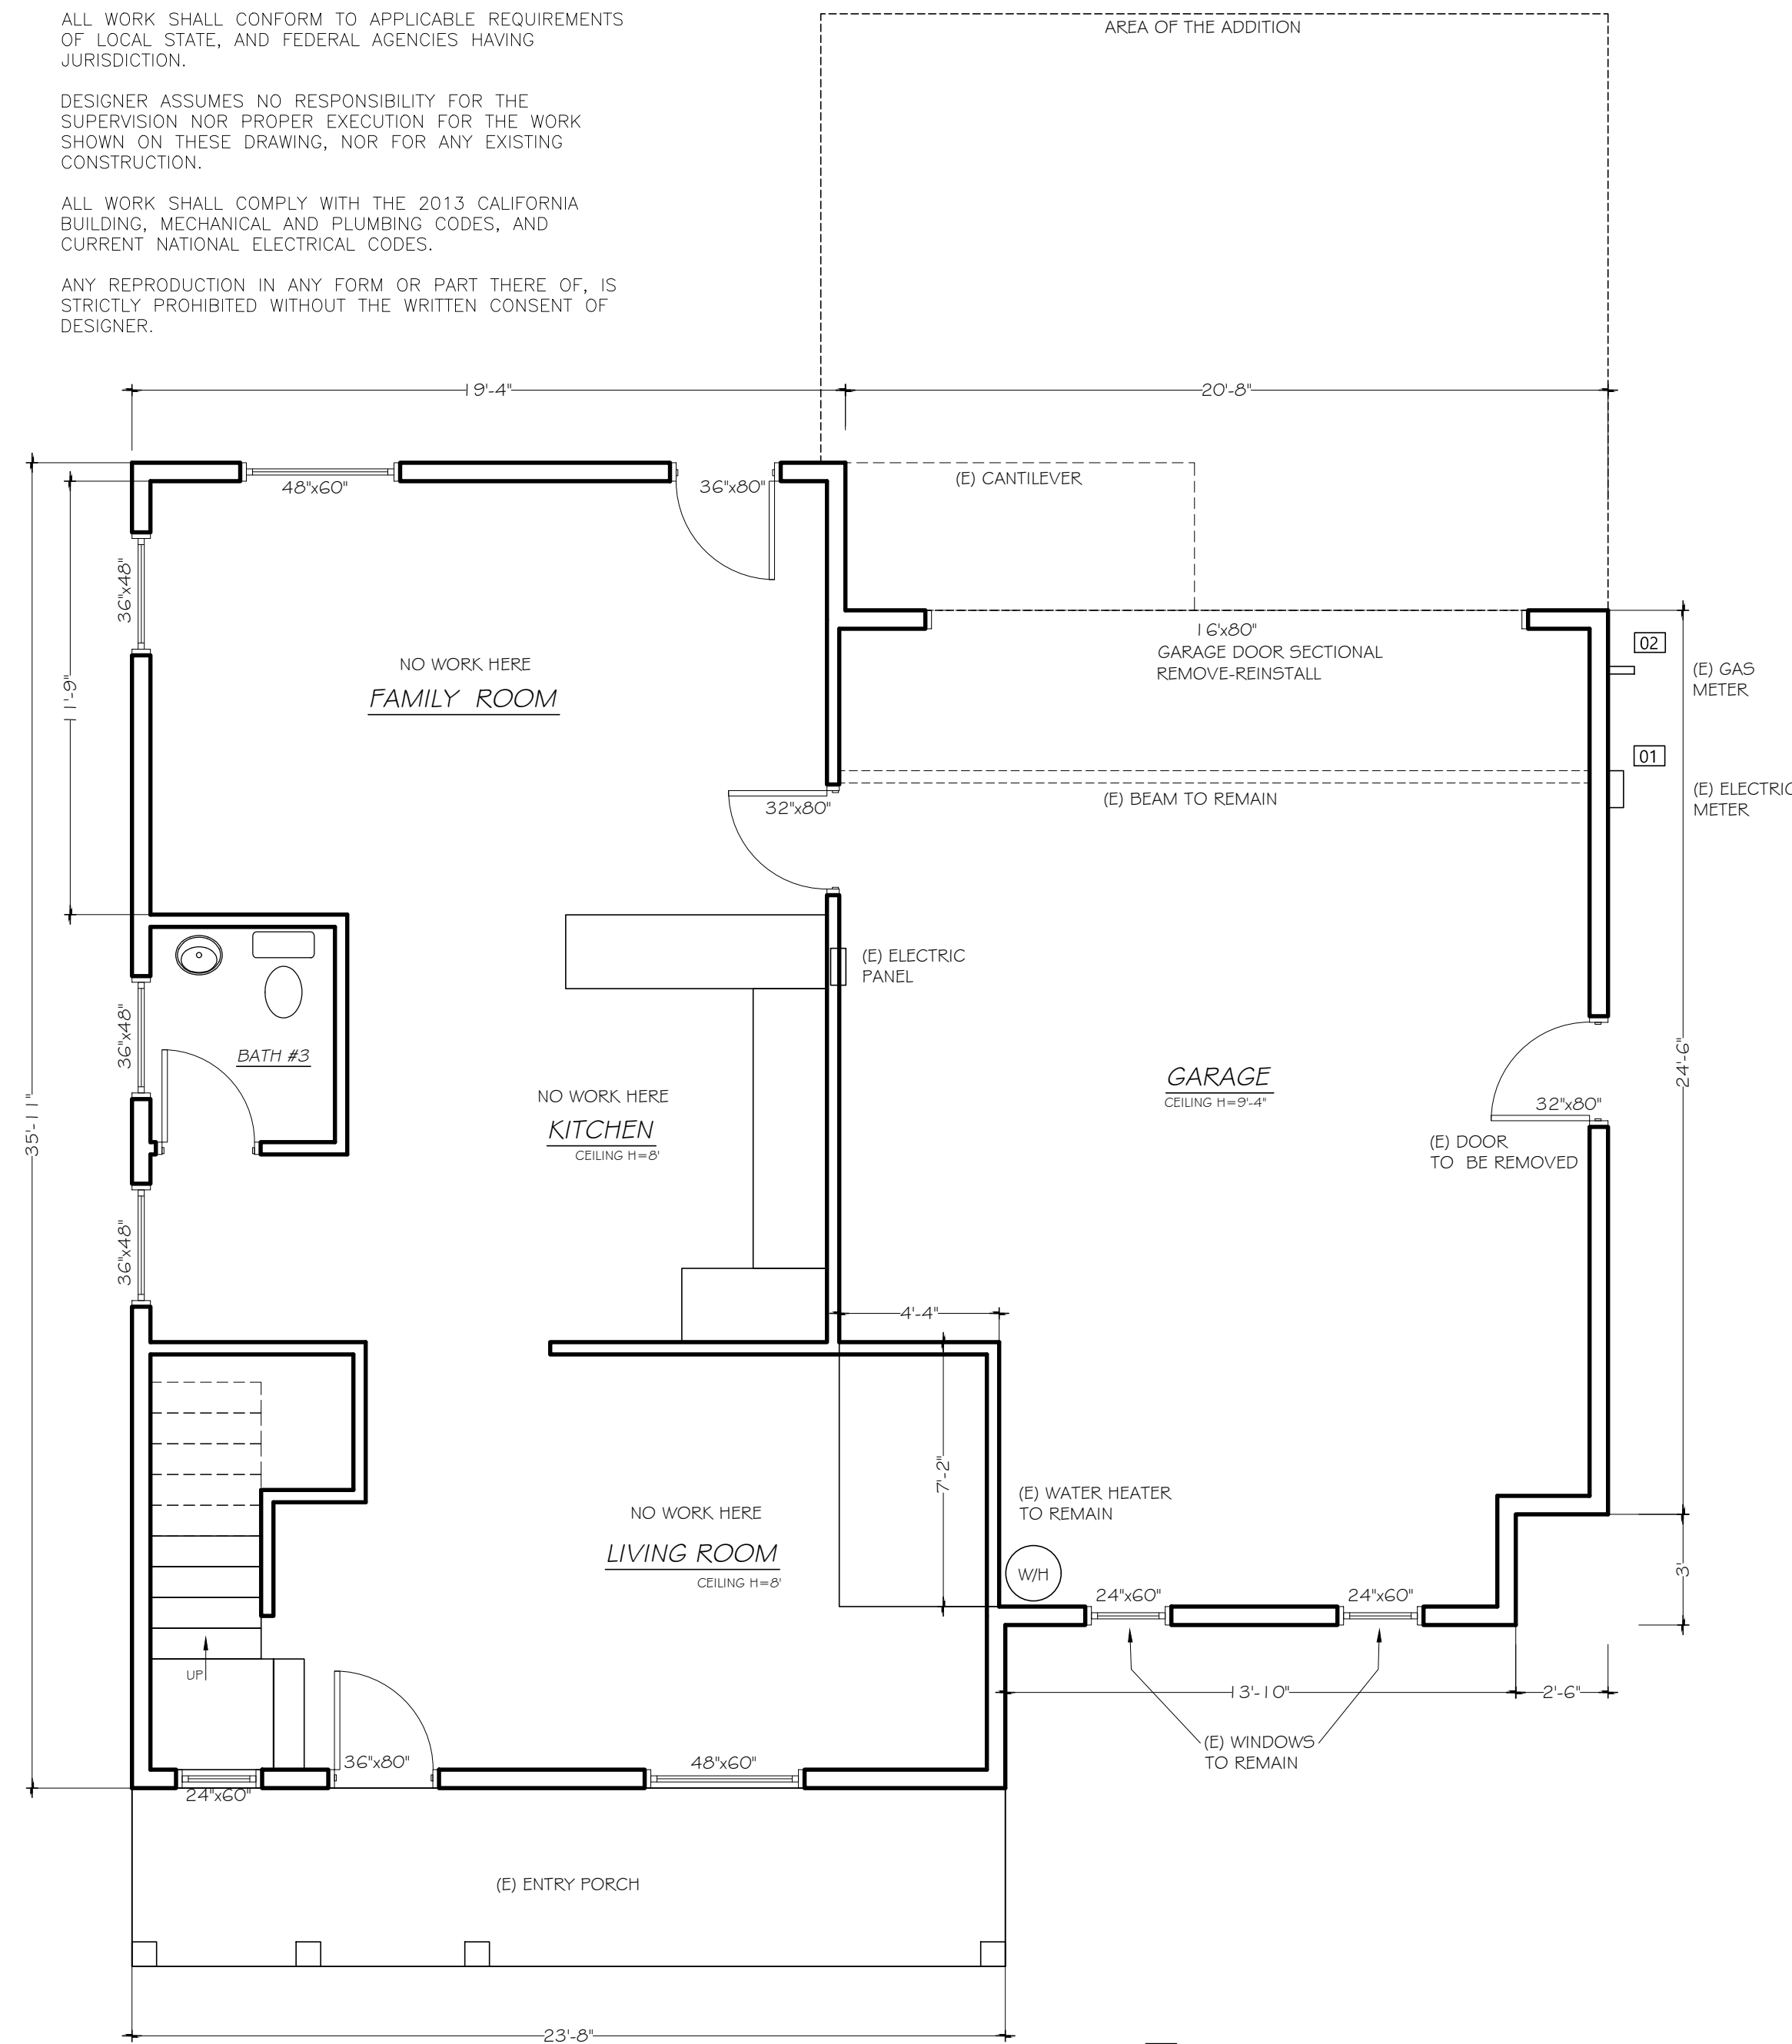 ALL WORK SHALL CONFORM TO APPLICABLE REQUIREMENTS
OF LOCAL STATE, AND FEDERAL AGENCIES HAVING
JURISDICTION.
DESIGNER ASSUMES NO RESPONSIBILITY FOR THE
SUPERVISION NOR PROPER EXECUTION FOR THE WORK
SHOWN ON THESE DRAWING, NOR FOR ANY EXISTING
CONSTRUCTION.
ALL WORK SHALL COMPLY WITH THE 2013 CALIFORNIA
BUILDING, MECHANICAL AND PLUMBING CODES, AND
CURRENT NATIONAL ELECTRICAL CODES.
ANY REPRODUCTION IN ANY FORM OR PART THERE OF, IS
STRICTLY PROHIBITED WITHOUT THE WRITTEN CONSENT OF
DESIGNER.
AREA OF THE ADDITION
19'-4"
20'-8"
(E) CANTILEVER
48"x60"
36"x80"
36"x48"
16'x80"
GARAGE DOOR SECTIONAL
REMOVE-REINSTALL
02
(E) GAS
METER
NO WORK HERE
FAMILY ROOM
11'-9"
01
(E) ELECTRIC
METER
(E) BEAM TO REMAIN
32"x80"
(E) ELECTRIC
PANEL
36"x48"
BATH #3
24'-6"
35'-11"
GARAGE
CEILING H=9'-4"
NO WORK HERE
KITCHEN
CEILING H=8'
32"x80"
(E) DOOR
TO BE REMOVED
36"x48"
4'-4"
7'-2"
(E) WATER HEATER
TO REMAIN
W/H
NO WORK HERE
LIVING ROOM
CEILING H=8'
24"x60"
24"x60"
3'
UP
13'-10"
2'-6"
(E) WINDOWS
TO REMAIN
36"x80"
48"x60"
24"x60"
(E) ENTRY PORCH
23'-8"